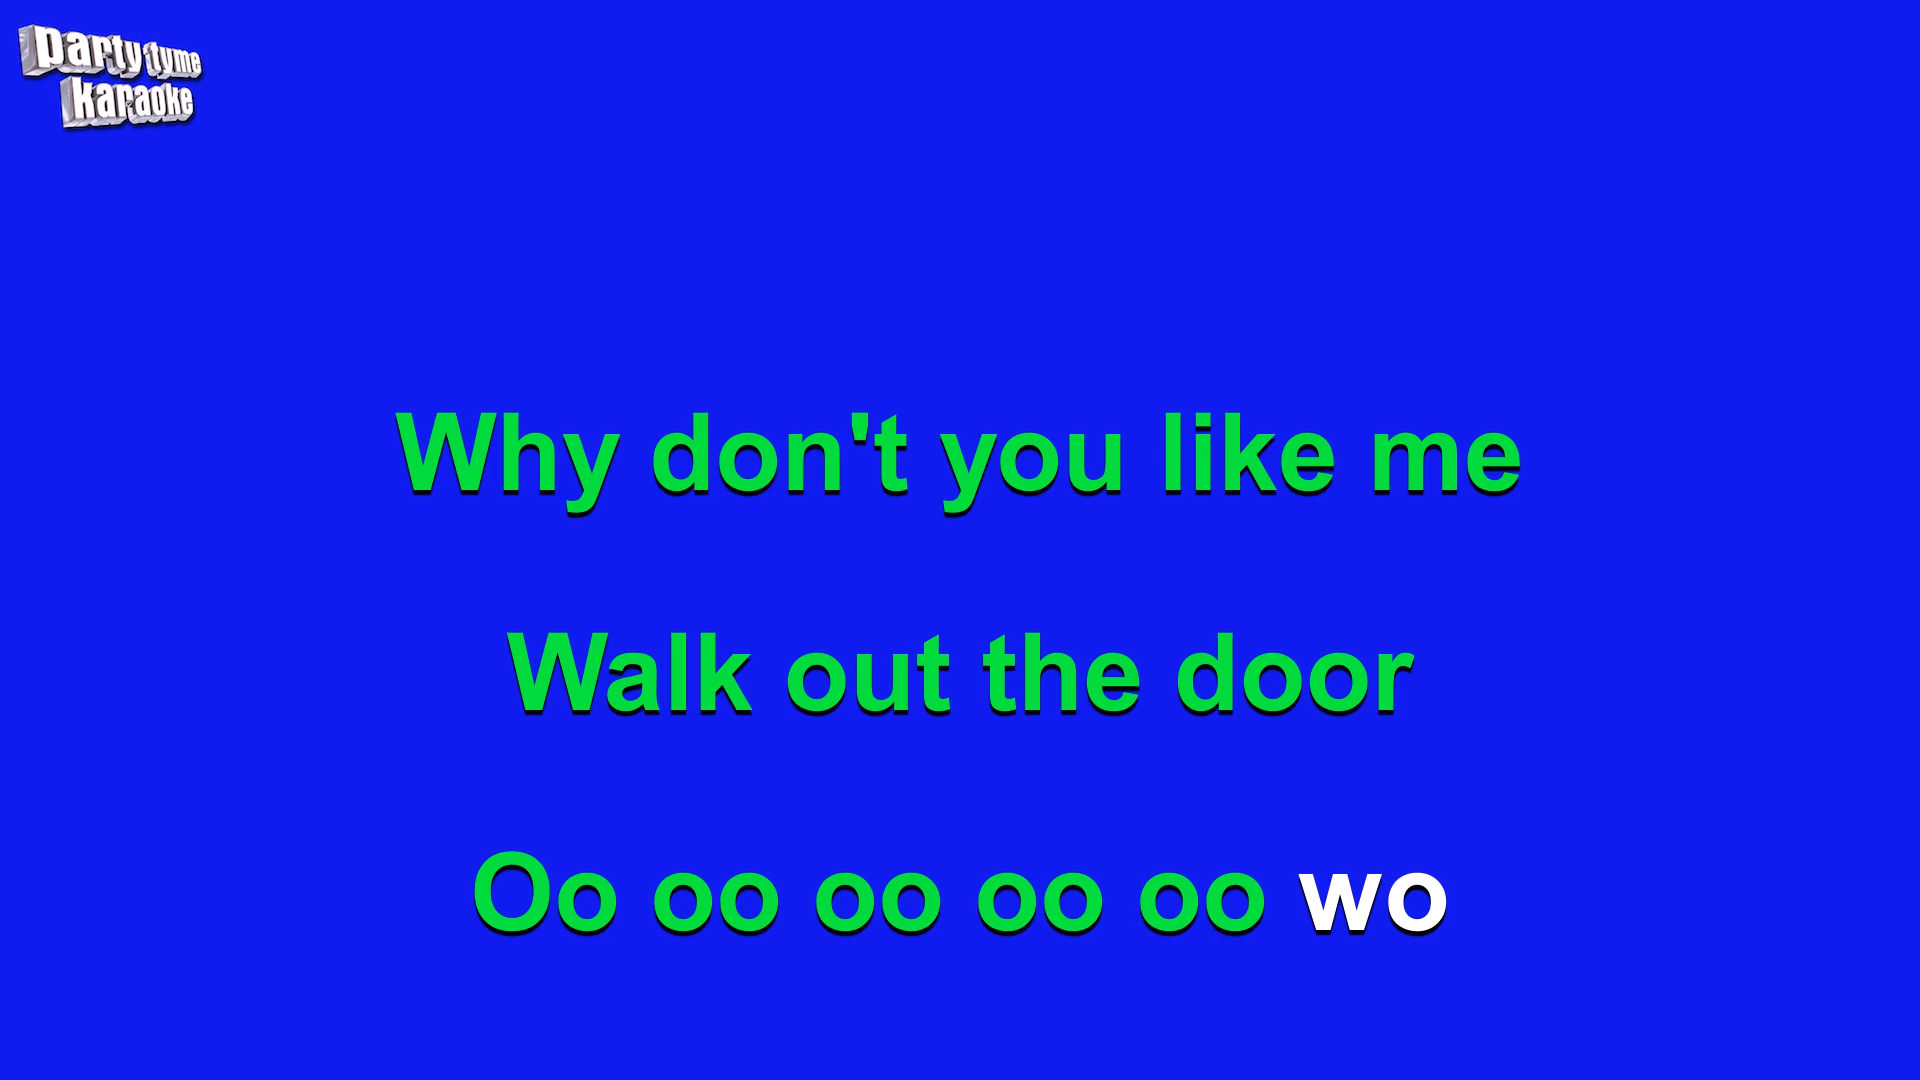 party tyme
karaoke
Why don't you like me
Walk out the door
Oo oo oo oo oo wo